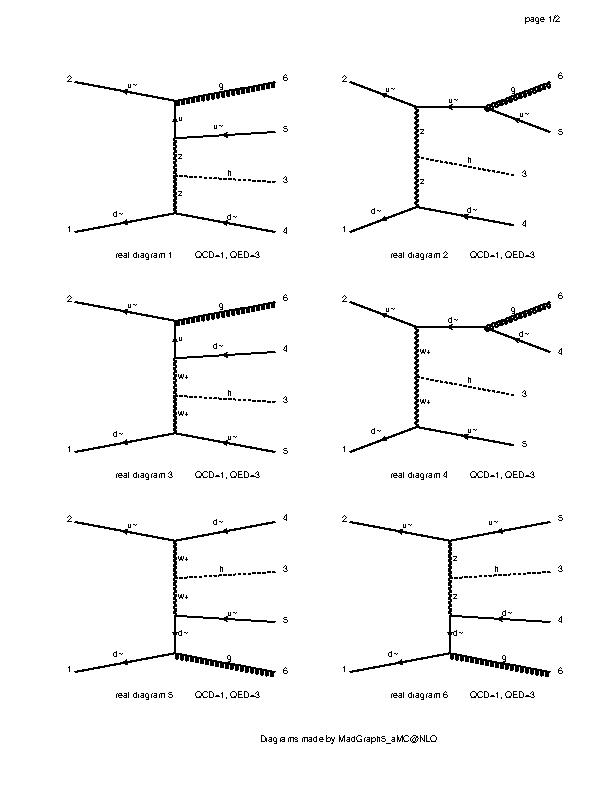 page 1/2
2 u~ g 6 2 u~ u~ g 6
u u~ 5 u~ 5
z h 3 z h 3
z z
1 d~ d~ 4 1 d~ d~ 4
real diagram 1 QCD=1, QED=3 real diagram 2 QCD=1, QED=3
2 u~ g 6 2 u~ d~ g 6
u d~ 4 d~ 4
w+ h 3 w+ h 3
w+ w+
1 d~ u~ 5 1 d~ u~ 5
real diagram 3 QCD=1, QED=3 real diagram 4 QCD=1, QED=3
2 u~ d~ 4 2 u~ u~ 5
w+ h 3 z h 3
w+ u~ 5 z d~ 4
d~ d~
1 d~ g 6 1 d~ g 6
real diagram 5 QCD=1, QED=3 real diagram 6 QCD=1, QED=3
Diagrams made by MadGraph5_aMC@NLO